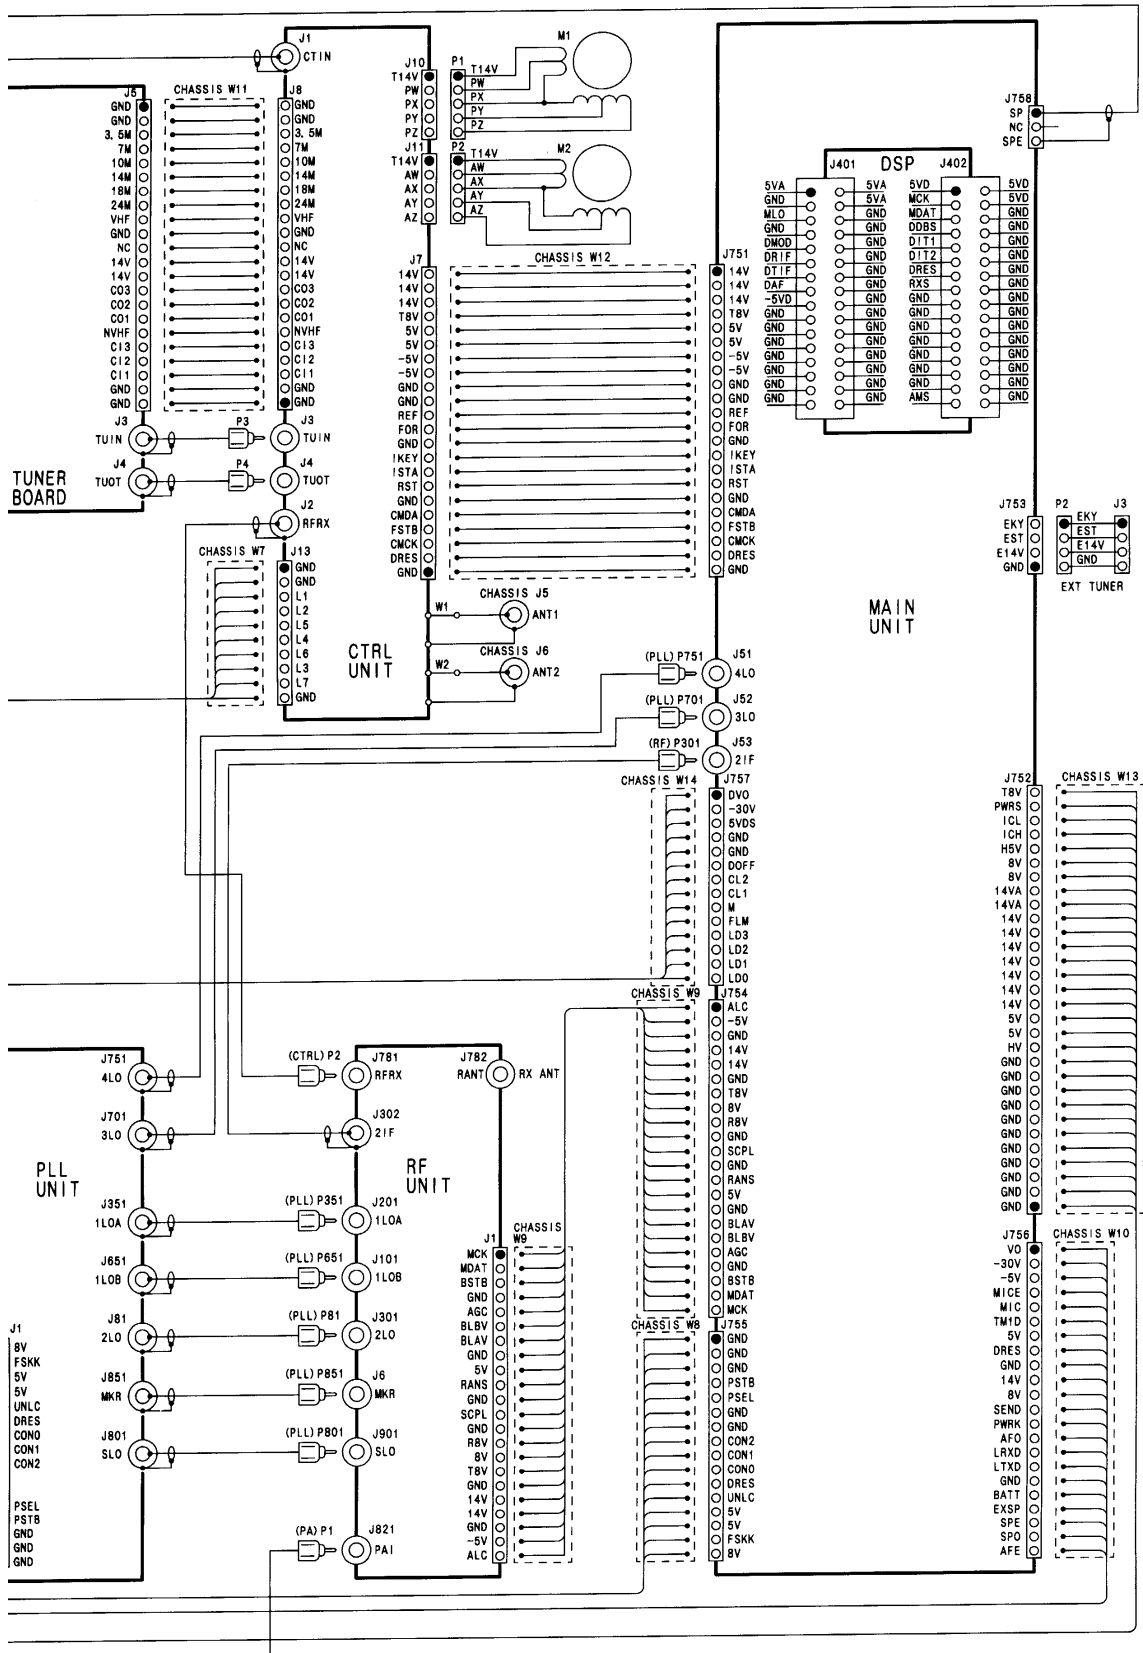 J1
CTIN
J5
GND
GND
3. 5M
7M
10M
14M
18M
24M
VHF
GND
NC
14V
14V
CO3
CO2
CO1
NVHF
CI3
CI2
CI1
GND
GND
J3
TUIN
J4
TUOT
TUNER
BOARD
CHASSIS W11
P3
P4
J8
GND
GND
3. 5M
7M
10M
14M
18M
24M
VHF
GND
NC
14V
14V
CO3
CO2
CO1
NVHF
CI3
CI2
CI1
GND
GND
J3
TUIN
J4
TUOT
J2
RFRX
CHASSIS W7
J13
GND
GND
L1
L2
L5
L4
L6
L3
L7
GND
CTRL
UNIT
J10
T14V
PW
PX
PY
PZ
J11
T14V
AW
AX
AY
AZ
P1
T14V
PW
PX
PY
PZ
M1
P2
T14V
AW
AX
AY
AZ
M2
J7
14V
14V
14V
T8V
5V
5V
-5V
-5V
GND
GND
REF
FOR
GND
IKEY
ISTA
RST
GND
CMDA
FSTB
CMCK
DRES
GND
CHASSIS W12
W1
CHASSIS J5
ANT1
W2
CHASSIS J6
ANT2
J751
14V
14V
14V
T8V
5V
5V
-5V
-5V
GND
GND
REF
FOR
GND
IKEY
ISTA
RST
GND
CMDA
FSTB
CMCK
DRES
GND
J401
DSP
J402
5VA
GND
MLO
GND
DMOD
DRIF
DTIF
DAF
-5VD
GND
GND
GND
GND
GND
GND
GND
5VA
5VA
GND
GND
GND
GND
GND
GND
GND
GND
GND
GND
GND
GND
GND
GND
5VD
MCK
MDAT
DDBS
DIT1
DIT2
DRES
RXS
GND
GND
GND
GND
GND
GND
GND
AMS
5VD
5VD
GND
GND
GND
GND
GND
GND
GND
GND
GND
GND
GND
GND
GND
GND
J758
SP
NC
SPE
J753
EKY
EST
E14V
GND
P2
EKY
EST
E14V
GND
J3
EXT TUNER
MAIN
UNIT
(PLL) P751
J51
4LO
(PLL) P701
J52
3LO
(RF) P301
J53
2IF
CHASSIS W14
J757
DVO
-30V
5VDS
GND
GND
DOFF
CL2
CL1
M
FLM
LD3
LD2
LD1
LD0
CHASSIS W9
J754
ALC
-5V
GND
14V
14V
GND
T8V
8V
R8V
GND
SCPL
GND
RANS
5V
GND
BLAV
BLBV
AGC
GND
BSTB
MDAT
MCK
CHASSIS W8
J755
GND
GND
GND
PSTB
PSEL
GND
GND
CON2
CON1
CON0
DRES
UNLC
5V
5V
FSKK
8V
J752
T8V
PWRS
ICL
ICH
H5V
8V
8V
14VA
14VA
14V
14V
14V
14V
14V
14V
14V
5V
5V
HV
GND
GND
GND
GND
GND
GND
GND
GND
GND
GND
GND
CHASSIS W13
J756
VO
-30V
-5V
MICE
MIC
TM1D
5V
DRES
GND
14V
8V
SEND
PWRK
AFO
LRXD
LTXD
GND
BATT
EXSP
SPE
SPO
AFE
CHASSIS W10
J751
4LO
J701
3LO
PLL
UNIT
J351
1LOA
J651
1LOB
J81
2LO
J851
MKR
J801
SLO
J1
8V
FSKK
5V
5V
UNLC
DRES
CON0
CON1
CON2
PSEL
PSTB
GND
GND
GND
(CTRL) P2
J781
RFRX
J782
RANT
RX ANT
J302
2IF
RF
UNIT
(PLL) P351
J201
1LOA
(PLL) P651
J101
1LOB
(PLL) P81
J301
2LO
(PLL) P851
J6
MKR
(PLL) P801
J901
SLO
(PA) P1
J821
PAI
J1
MCK
MDAT
BSTB
GND
AGC
BLBV
BLAV
GND
5V
RANS
GND
SCPL
GND
R8V
8V
T8V
GND
14V
14V
GND
-5V
ALC
CHASSIS
W9